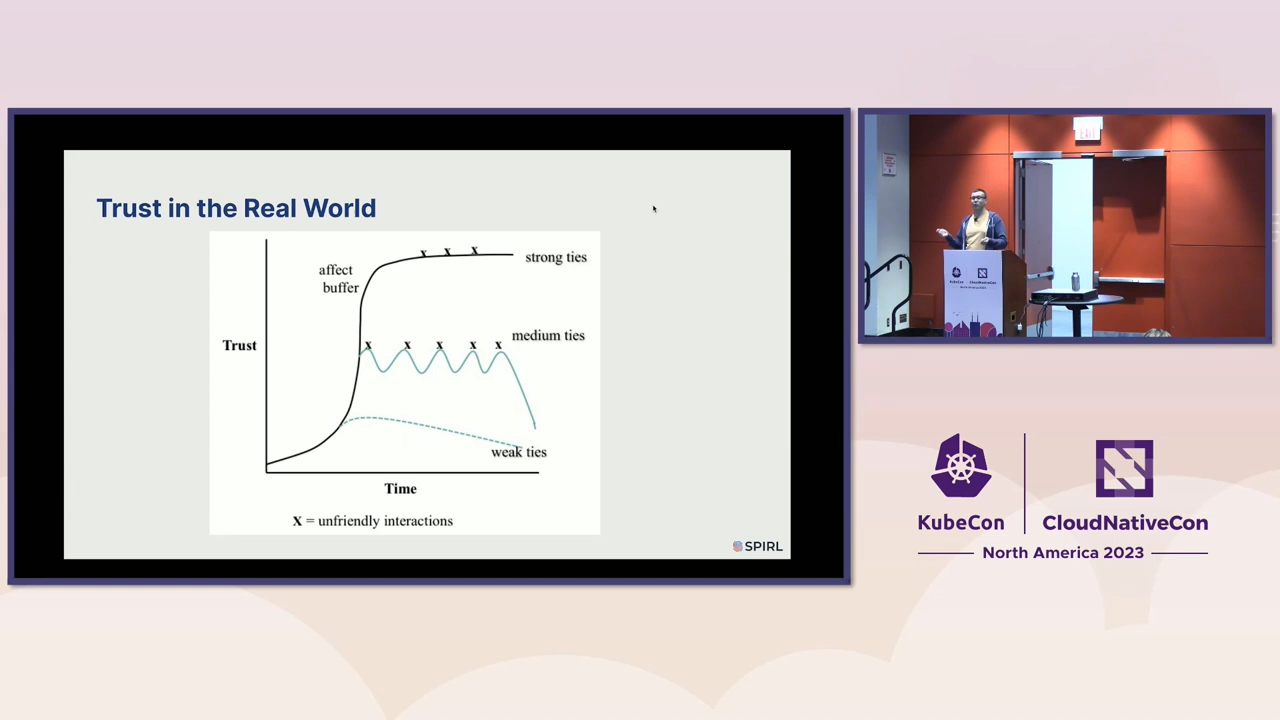 Trust in the Real World
affect
buffer
x x x
strong ties
Trust
x x x x x
medium ties
weak ties
Time
X = unfriendly interactions
SPIRL
EXIT
KubeCon
CloudNativeCon
North America 2023